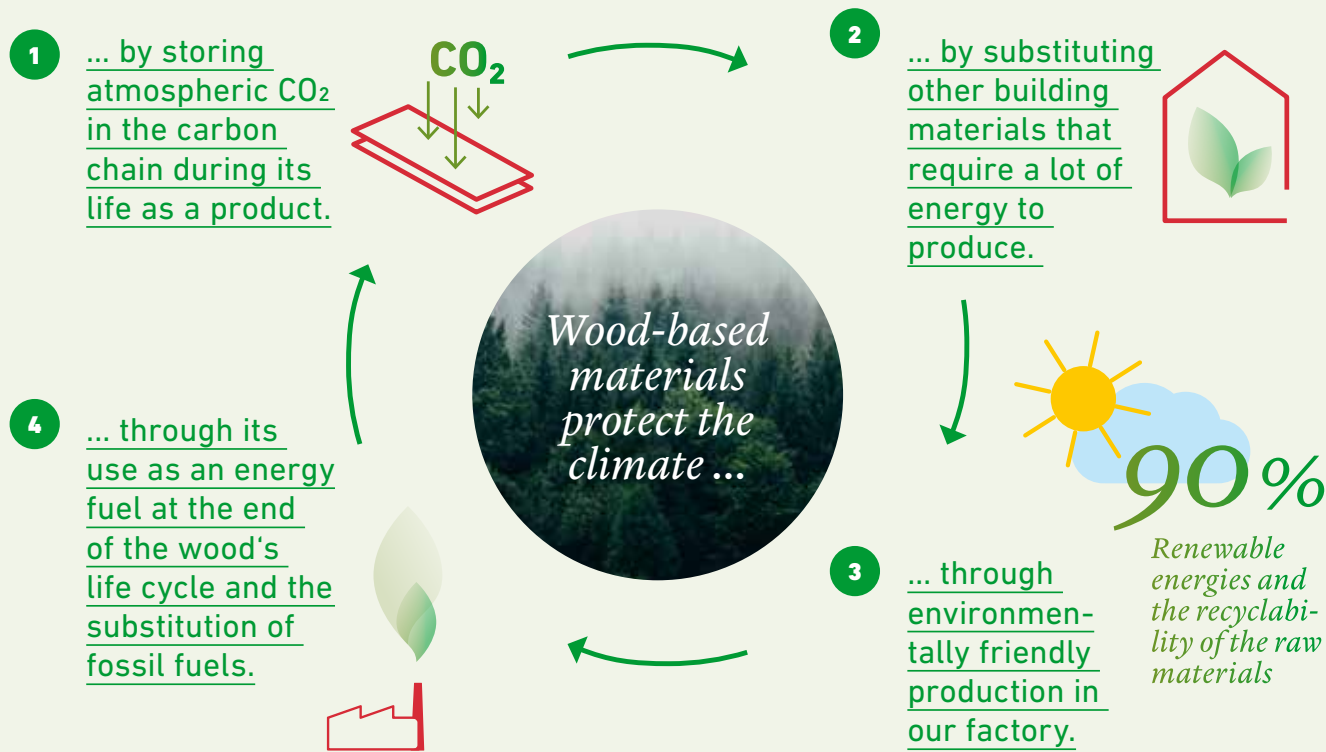 Wood-based
materials
protect the
climate ...
1
... by storing
atmospheric CO₂
in the carbon
chain during its
life as a product.
CO₂
2
... by substituting
other building
materials that
require a lot of
energy to
produce.
3
... through
environmen-
tally friendly
production in
our factory.
90 %
Renewable
energies and
the recyclabi-
lity of the raw
materials
4
... through its
use as an energy
fuel at the end
of the wood‘s
life cycle and the
substitution of
fossil fuels.